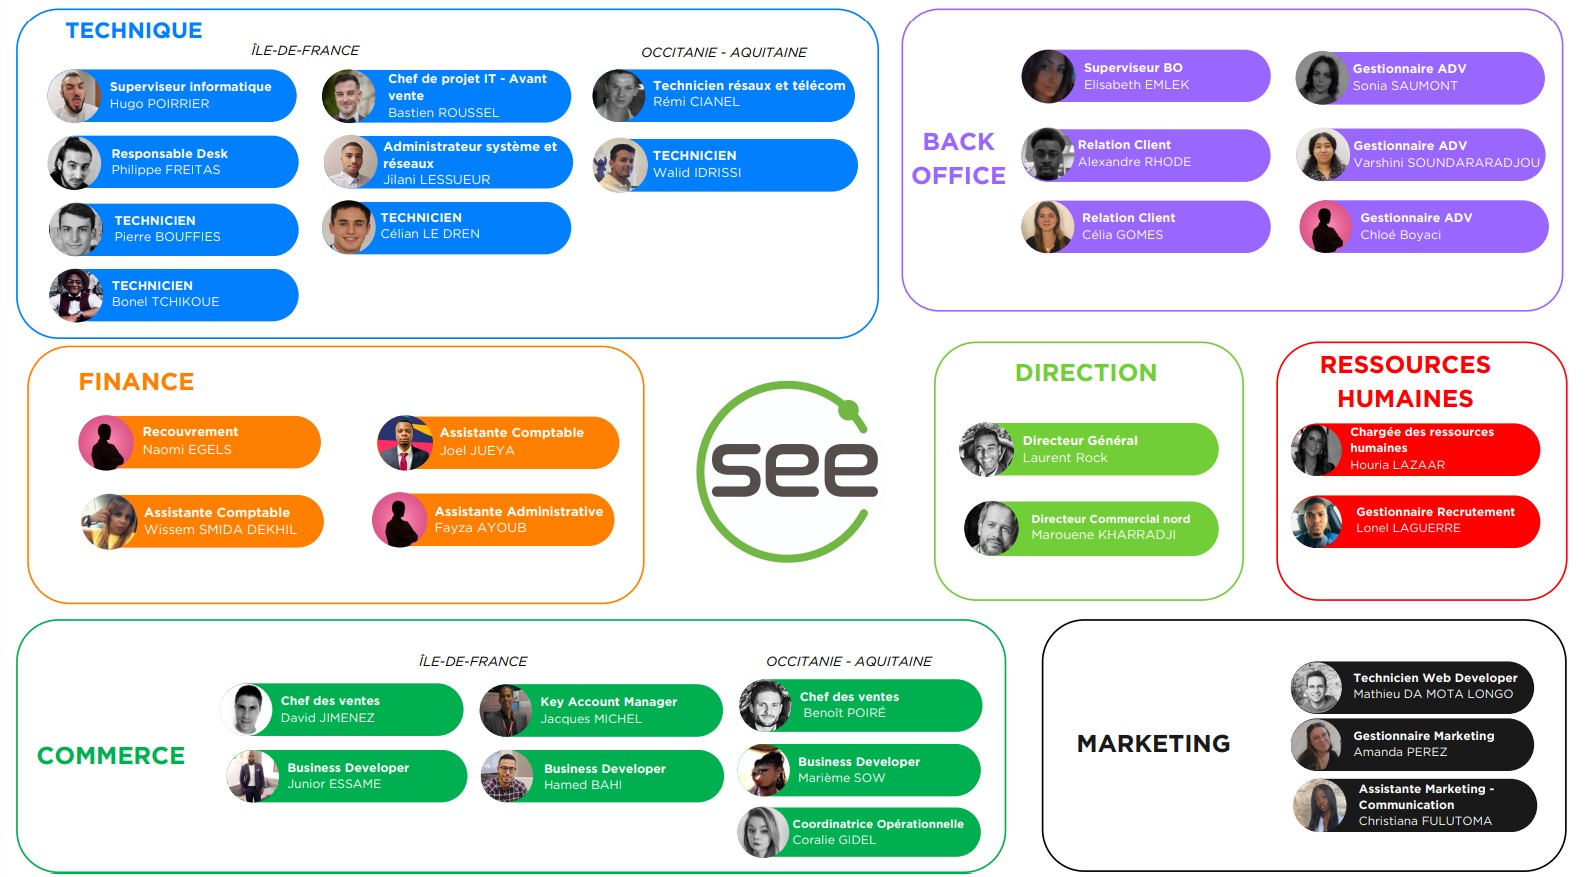 TECHNIQUE
ÎLE-DE-FRANCE
OCCITANIE - AQUITAINE
Superviseur informatique
Hugo POIRRIER
Chef de projet IT - Avant
vente
Bastien ROUSSEL
Technicien résaux et télécom
Rémi CIANEL
Responsable Desk
Philippe FREITAS
Administrateur système et
réseaux
Jilani LESSUEUR
TECHNICIEN
Walid IDRISSI
TECHNICIEN
Pierre BOUFFIES
TECHNICIEN
Célian LE DREN
TECHNICIEN
Bonel TCHIKOUE
BACK
OFFICE
Superviseur BO
Elisabeth EMLEK
Gestionnaire ADV
Sonia SAUMONT
Relation Client
Alexandre RHODE
Gestionnaire ADV
Varshini SOUNDARARADJOU
Relation Client
Célia GOMES
Gestionnaire ADV
Chloé Boyaci
FINANCE
Recouvrement
Naomi EGELS
Assistante Comptable
Joel JUEYA
Assistante Comptable
Wissem SMIDA DEKHIL
Assistante Administrative
Fayza AYOUB
see
DIRECTION
Directeur Général
Laurent Rock
Directeur Commercial nord
Marouene KHARRADJI
RESSOURCES
HUMAINES
Chargée des ressources
humaines
Houria LAZAAR
Gestionnaire Recrutement
Lonel LAGUERRE
COMMERCE
ÎLE-DE-FRANCE
OCCITANIE - AQUITAINE
Chef des ventes
David JIMENEZ
Key Account Manager
Jacques MICHEL
Chef des ventes
Benoît POIRÉ
Business Developer
Junior ESSAME
Business Developer
Hamed BAHI
Business Developer
Marième SOW
Coordinatrice Opérationnelle
Coralie GIDEL
MARKETING
Technicien Web Developer
Mathieu DA MOTA LONGO
Gestionnaire Marketing
Amanda PEREZ
Assistante Marketing -
Communication
Christiana FULUTOMA